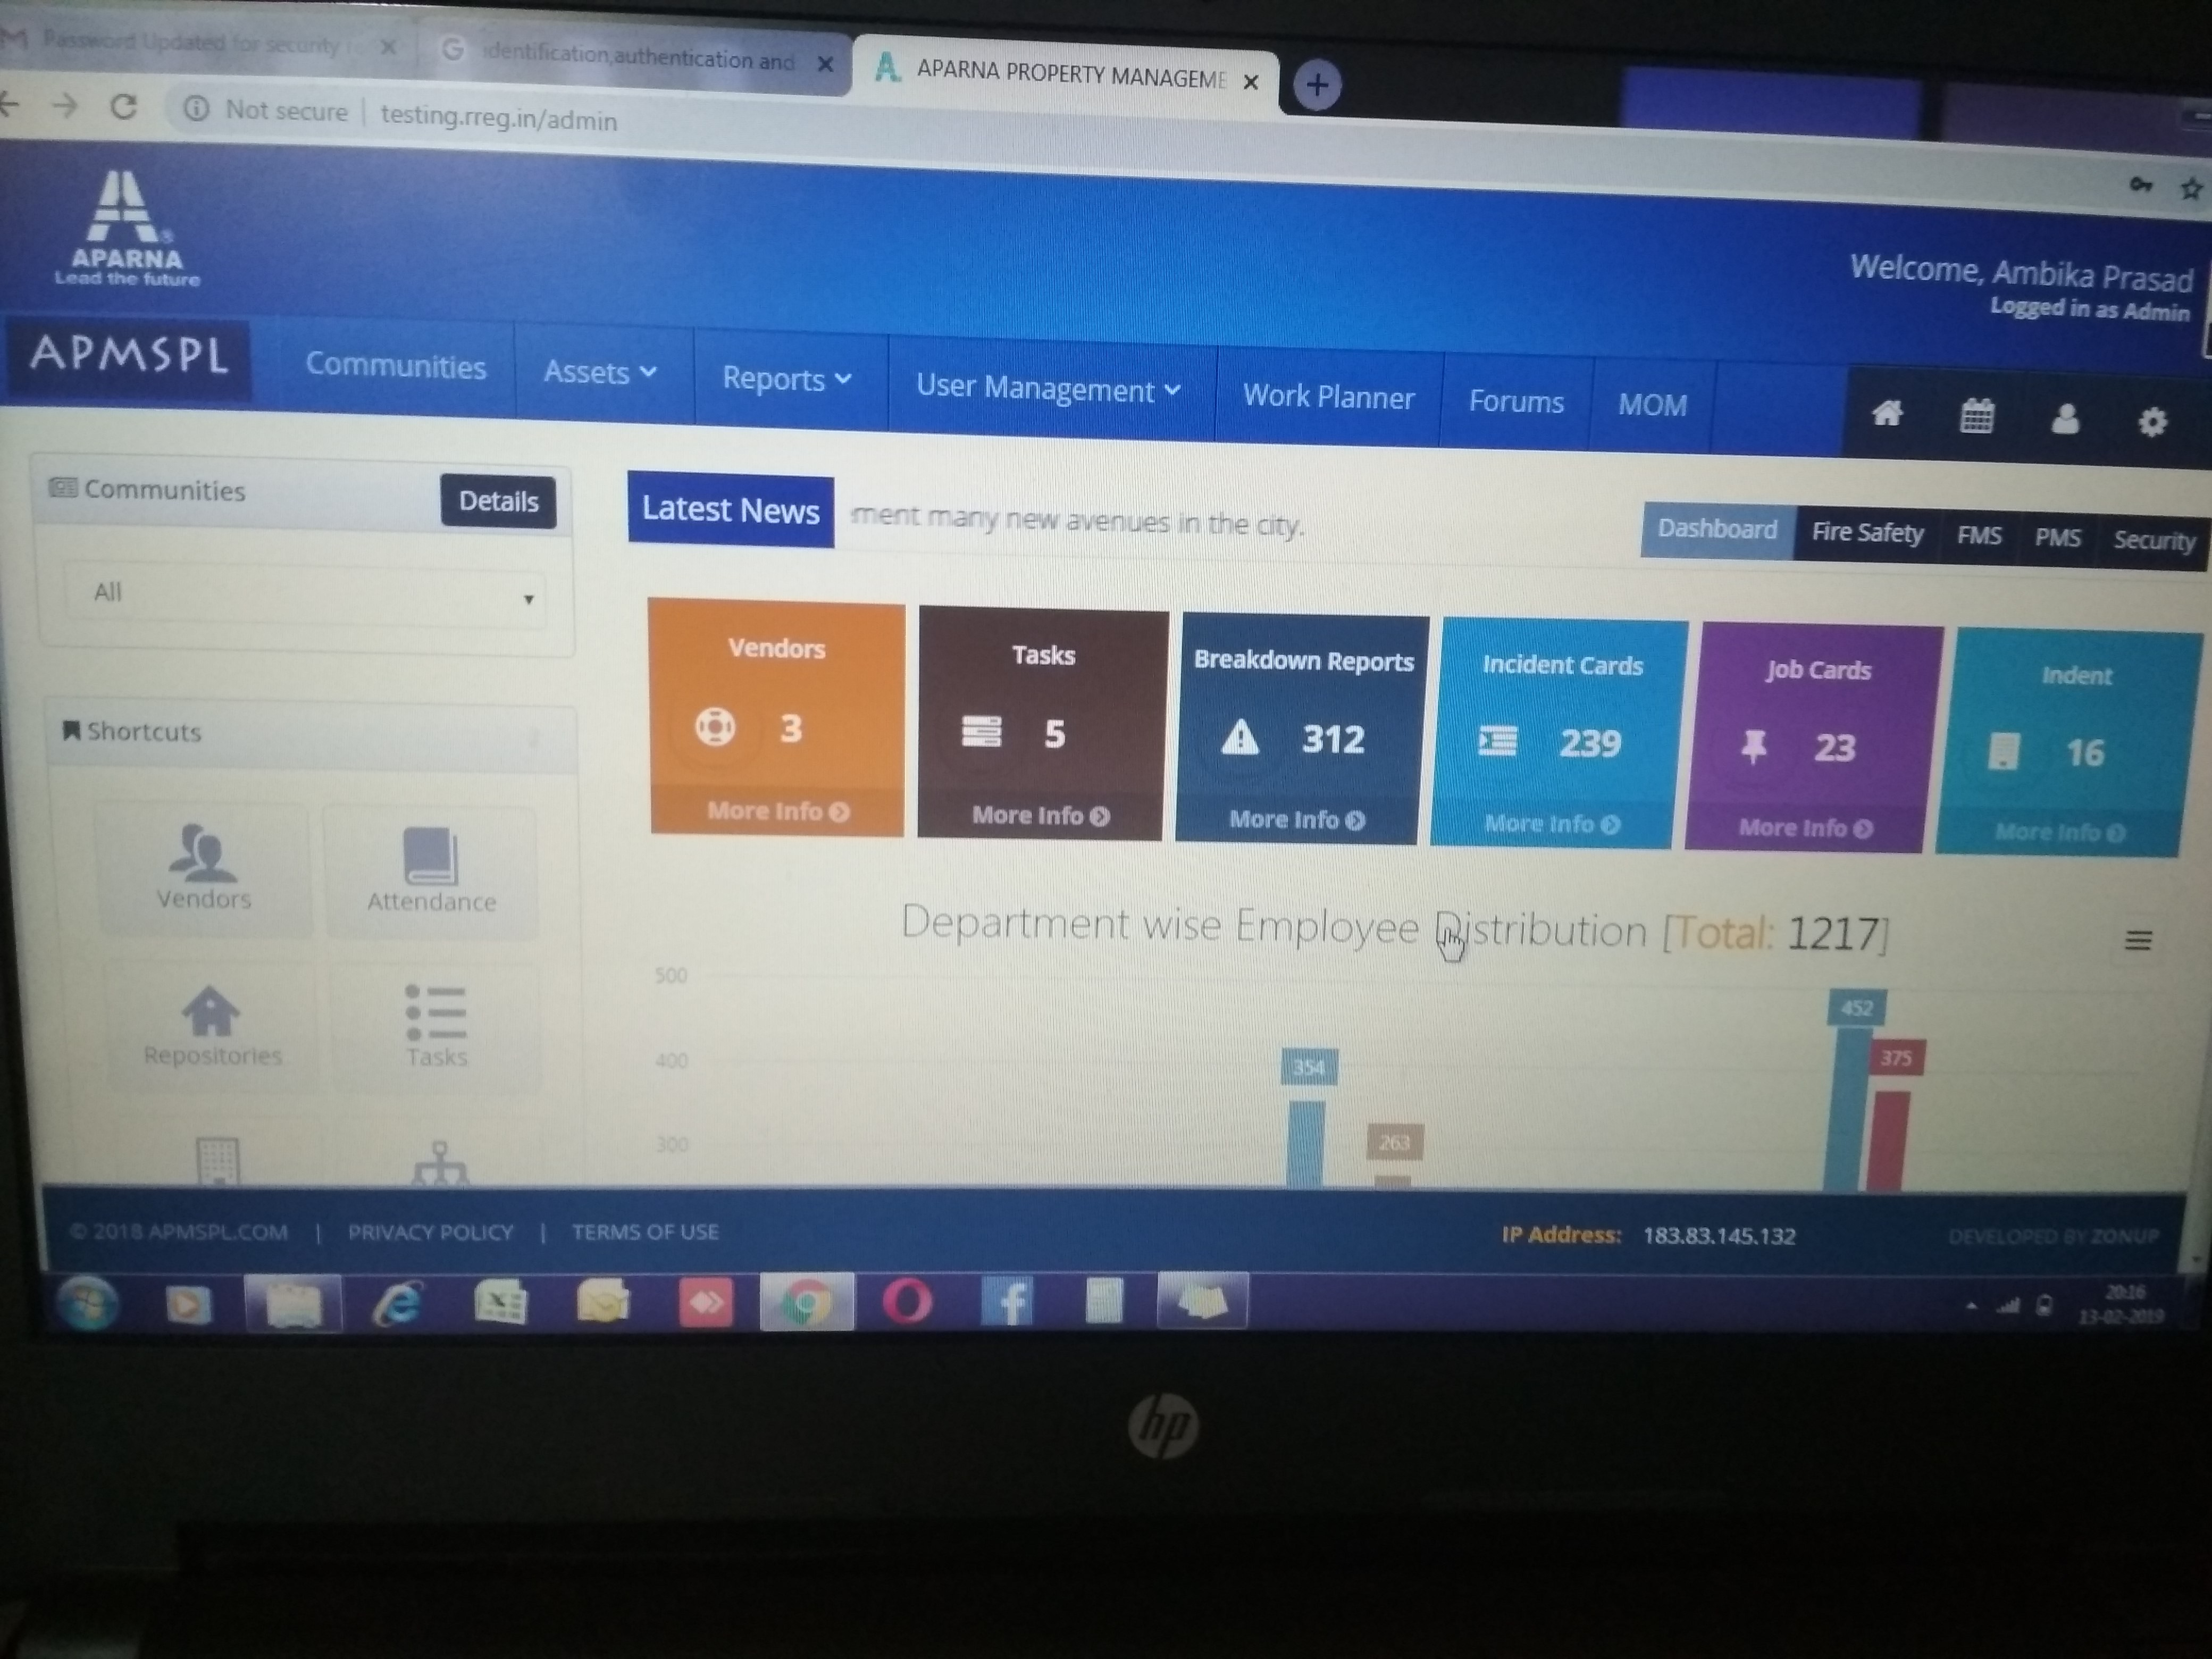 Password Updated for security
identification,authentication and
APARNA PROPERTY MANAGEME
Not secure | testing.rreg.in/admin
APARNA
Lead the future
Welcome, Ambika Prasad
Logged in as Admin
APMSPL
Communities
Assets
Reports
User Management
Work Planner
Forums
MOM
Communities
Details
All
Latest News
ment many new avenues in the city.
Dashboard
Fire Safety
FMS
PMS
Security
Vendors
3
More Info
Tasks
5
More Info
Breakdown Reports
312
More Info
Incident Cards
239
More Info
Job Cards
23
More Info
Indent
16
More Info
Shortcuts
Vendors
Attendance
Repositories
Tasks
Department wise Employee Distribution [Total: 1217]
500
400
300
354
263
452
375
© 2018 APMSPL.COM | PRIVACY POLICY | TERMS OF USE
IP Address: 183.83.145.132
DEVELOPED BY ZONUP
20:16
13-02-2019
hp